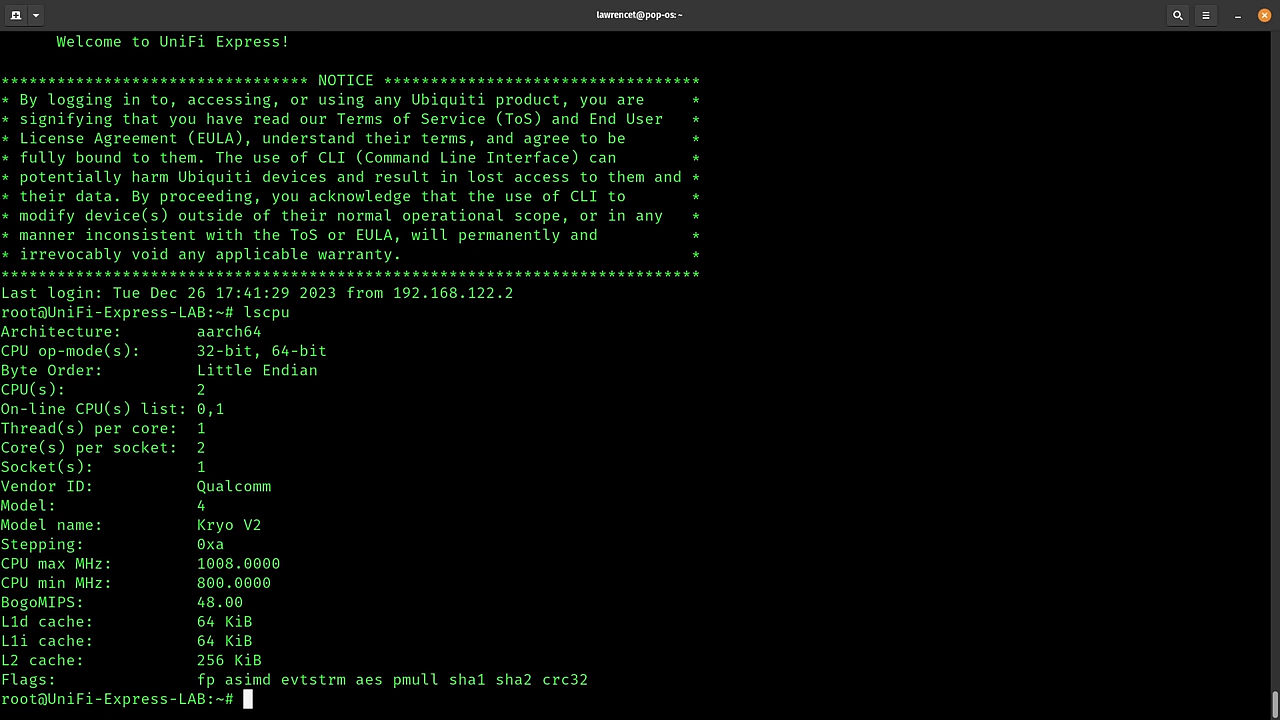 lawrencet@pop-os: ~
Welcome to UniFi Express!
********************************* NOTICE **********************************
* By logging in to, accessing, or using any Ubiquiti product, you are     *
* signifying that you have read our Terms of Service (ToS) and End User   *
* License Agreement (EULA), understand their terms, and agree to be       *
* fully bound to them. The use of CLI (Command Line Interface) can        *
* potentially harm Ubiquiti devices and result in lost access to them and *
* their data. By proceeding, you acknowledge that the use of CLI to       *
* modify device(s) outside of their normal operational scope, or in any   *
* manner inconsistent with the ToS or EULA, will permanently and          *
* irrevocably void any applicable warranty.                               *
***************************************************************************
Last login: Tue Dec 26 17:41:29 2023 from 192.168.122.2
root@UniFi-Express-LAB:~# lscpu
Architecture:        aarch64
CPU op-mode(s):      32-bit, 64-bit
Byte Order:          Little Endian
CPU(s):              2
On-line CPU(s) list: 0,1
Thread(s) per core:  1
Core(s) per socket:  2
Socket(s):           1
Vendor ID:           Qualcomm
Model:               4
Model name:          Kryo V2
Stepping:            0xa
CPU max MHz:         1008.0000
CPU min MHz:         800.0000
BogoMIPS:            48.00
L1d cache:           64 KiB
L1i cache:           64 KiB
L2 cache:            256 KiB
Flags:               fp asimd evtstrm aes pmull sha1 sha2 crc32
root@UniFi-Express-LAB:~#